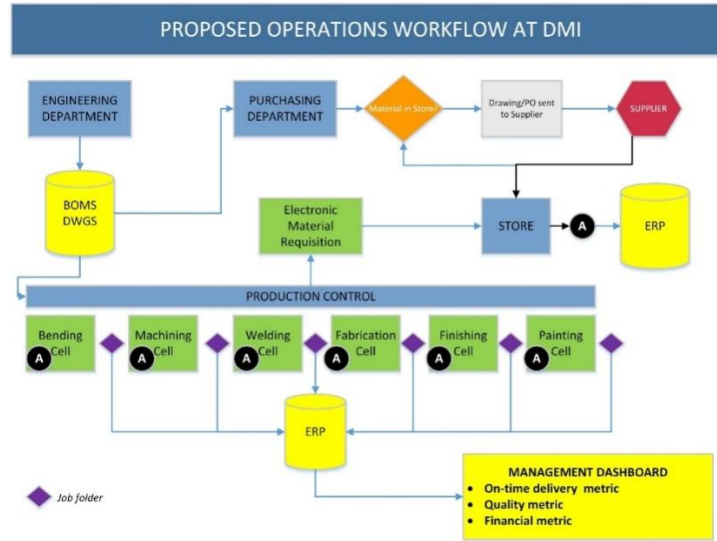 PROPOSED OPERATIONS WORKFLOW AT DMI
ENGINEERING
DEPARTMENT
PURCHASING
DEPARTMENT
Material in Store?
Drawing/PO sent
to Supplier
SUPPLIER
BOMS
DWGS
Electronic
Material
Requisition
STORE
A
ERP
PRODUCTION CONTROL
Bending
Cell
A
Machining
Cell
A
Welding
Cell
A
Fabrication
Cell
A
Finishing
Cell
A
Painting
Cell
A
ERP
MANAGEMENT DASHBOARD
• On-time delivery metric
• Quality metric
• Financial metric
Job folder